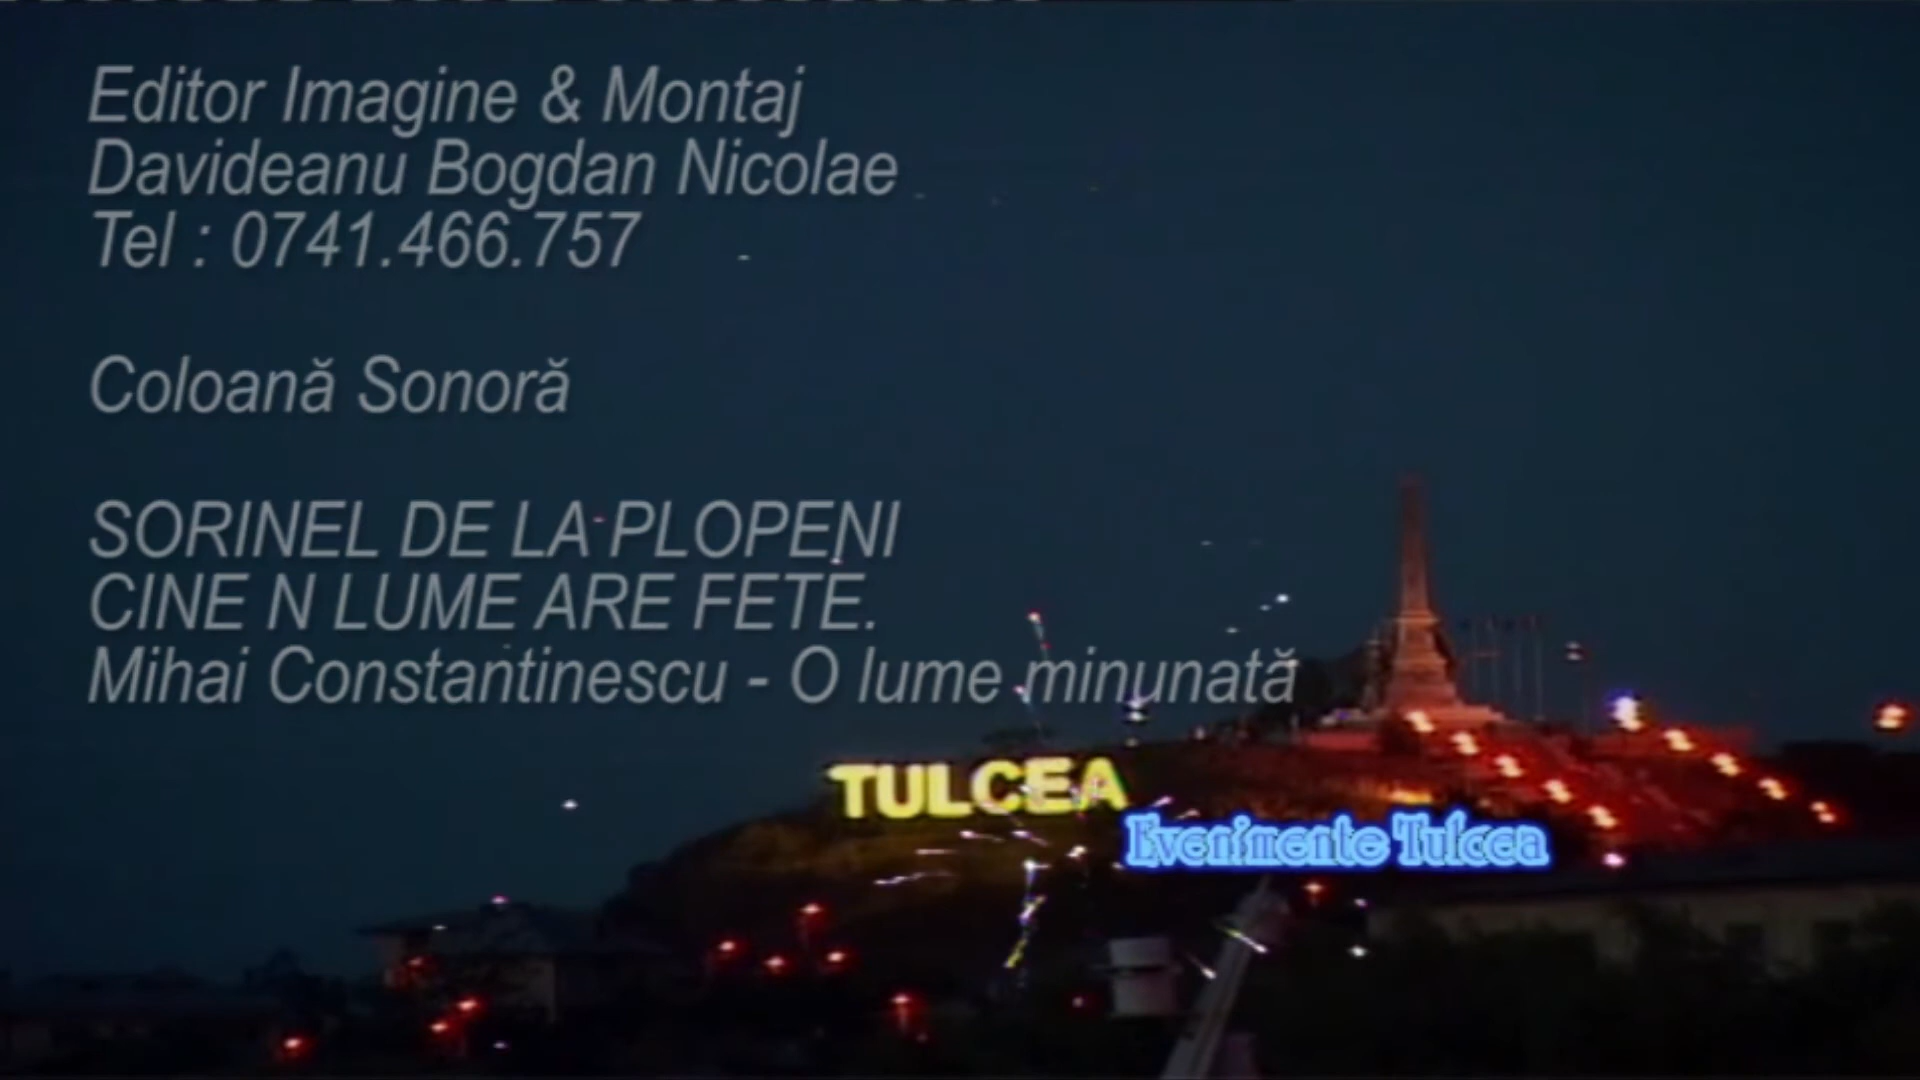 Editor Imagine & Montaj
Davideanu Bogdan Nicolae
Tel : 0741.466.757
Coloană Sonoră
SORINEL DE LA PLOPENI
CINE N LUME ARE FETE.
Mihai Constantinescu - O lume minunată
TULCEA
Evenimente Tulcea